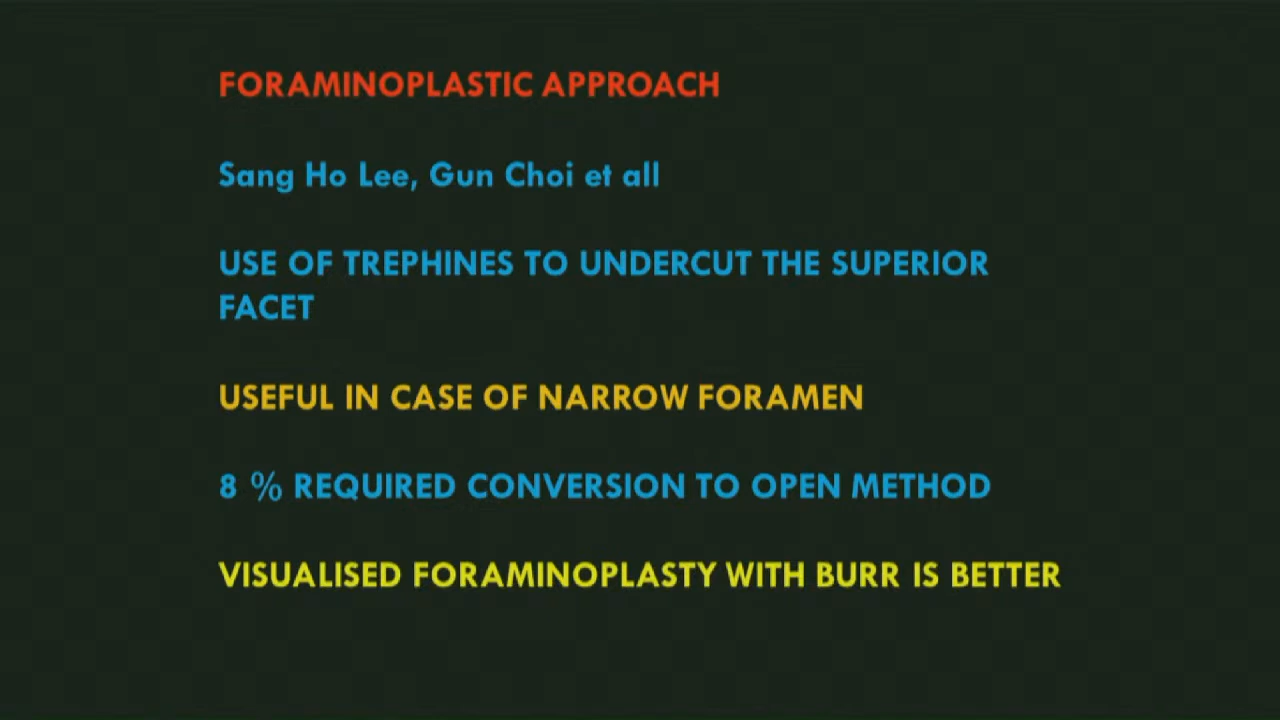 FORAMINOPLASTIC APPROACH
Sang Ho Lee, Gun Choi et all
USE OF TREPHINES TO UNDERCUT THE SUPERIOR
FACET
USEFUL IN CASE OF NARROW FORAMEN
8 % REQUIRED CONVERSION TO OPEN METHOD
VISUALISED FORAMINOPLASTY WITH BURR IS BETTER